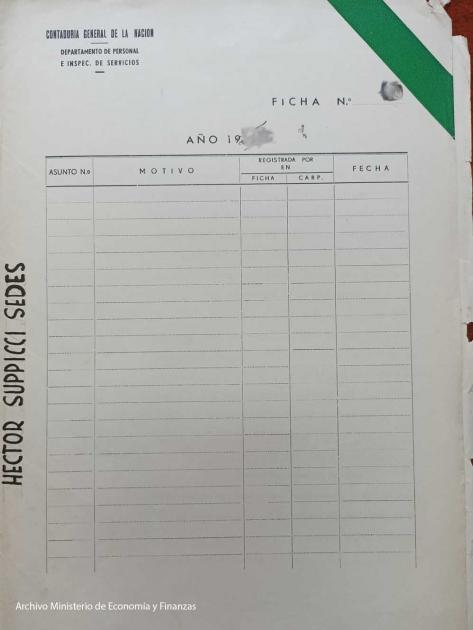 CONTADURIA GENERAL DE LA NACION
DEPARTAMENTO DE PERSONAL
E INSPEC. DE SERVICIOS
FICHA N.º
AÑO 19
ASUNTO N.º
MOTIVO
REGISTRADA POR
EN
FICHA
CARP.
FECHA
HECTOR SUPPICCI SEDES
Archivo Ministerio de Economía y Finanzas